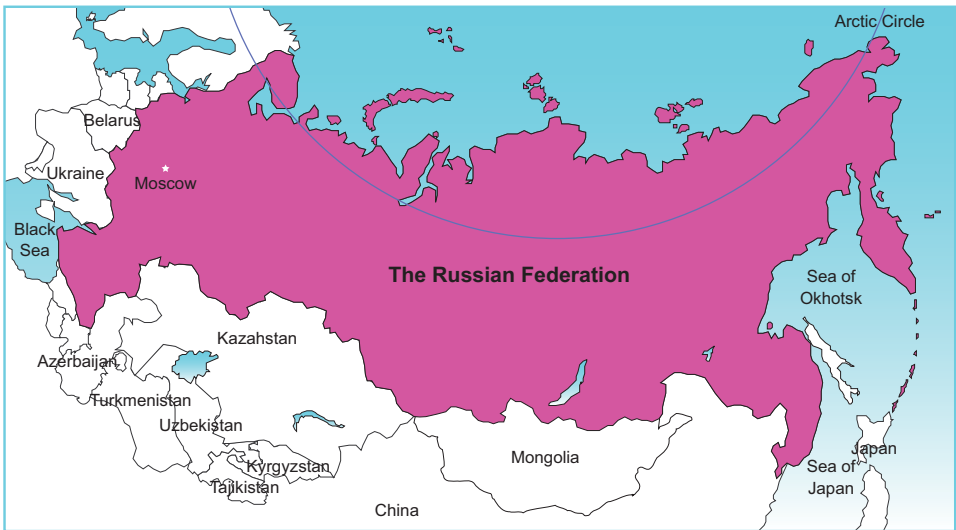 Arctic Circle
Belarus
Ukraine
Moscow
Black
Sea
The Russian Federation
Sea of
Okhotsk
Kazahstan
Azerbaijan
Turkmenistan
Uzbekistan
Kyrgyzstan
Tajikistan
Mongolia
Japan
Sea of
Japan
China